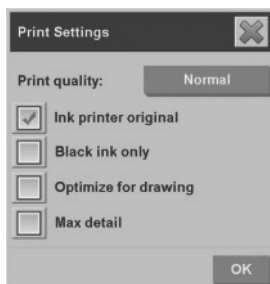 Print Settings
Print quality: Normal
Ink printer original
Black ink only
Optimize for drawing
Max detail
OK